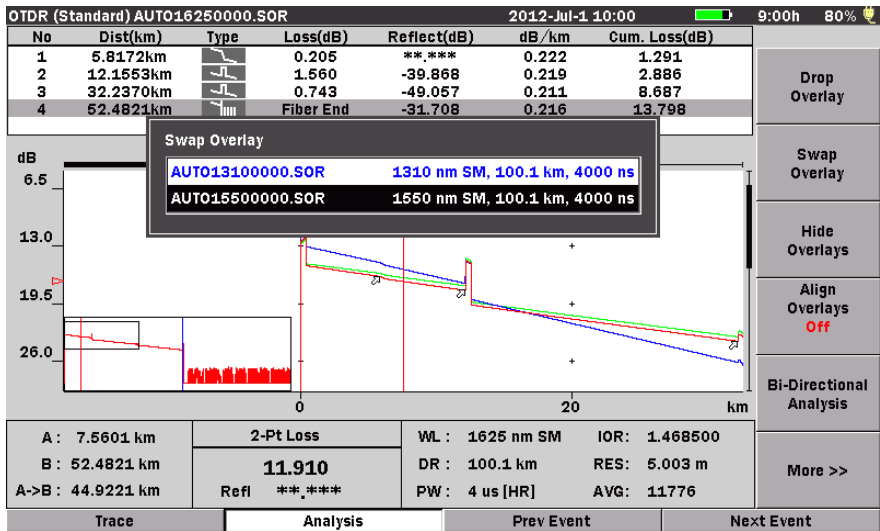 OTDR (Standard) AUTO16250000.SOR 2012-Jul-1 10:00 9:00h 80%
No Dist(km) Type Loss(dB) Reflect(dB) dB/km Cum. Loss(dB)
1 5.8172km 0.205 **.*** 0.222 1.291
2 12.1553km 1.560 -39.868 0.219 2.886
3 32.2370km 0.743 -49.057 0.211 8.687
4 52.4821km Fiber End -31.708 0.216 13.798
Drop
Overlay
Swap Overlay
AUTO13100000.SOR 1310 nm SM, 100.1 km, 4000 ns
AUTO15500000.SOR 1550 nm SM, 100.1 km, 4000 ns
Swap
Overlay
dB
6.5
13.0
19.5
26.0
0 20 km
Hide
Overlays
Align
Overlays
Off
Bi-Directional
Analysis
More >>
A: 7.5601 km
B: 52.4821 km
A->B: 44.9221 km
2-Pt Loss
11.910
Refl **.***
WL: 1625 nm SM IOR: 1.468500
DR: 100.1 km RES: 5.003 m
PW: 4 us [HR] AVG: 11776
Trace Analysis Prev Event Next Event